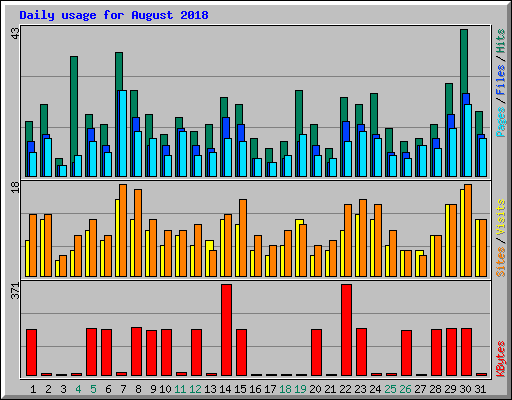 Daily usage for August 2018
43
Pages / Files / Hits
18
Sites / Visits
371
KBytes
1 2 3 4 5 6 7 8 9 10 11 12 13 14 15 16 17 18 19 20 21 22 23 24 25 26 27 28 29 30 31